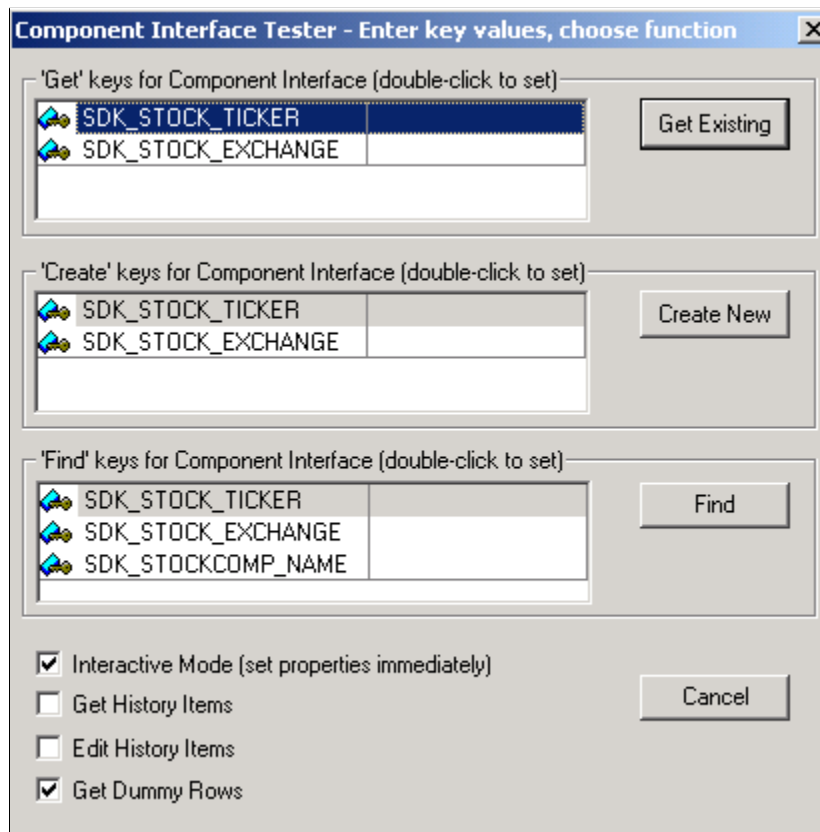 Component Interface Tester - Enter key values, choose function
'Get' keys for Component Interface (double-click to set)
SDK_STOCK_TICKER
SDK_STOCK_EXCHANGE
Get Existing
'Create' keys for Component Interface (double-click to set)
SDK_STOCK_TICKER
SDK_STOCK_EXCHANGE
Create New
'Find' keys for Component Interface (double-click to set)
SDK_STOCK_TICKER
SDK_STOCK_EXCHANGE
SDK_STOCKCOMP_NAME
Find
Interactive Mode (set properties immediately)
Get History Items
Edit History Items
Get Dummy Rows
Cancel